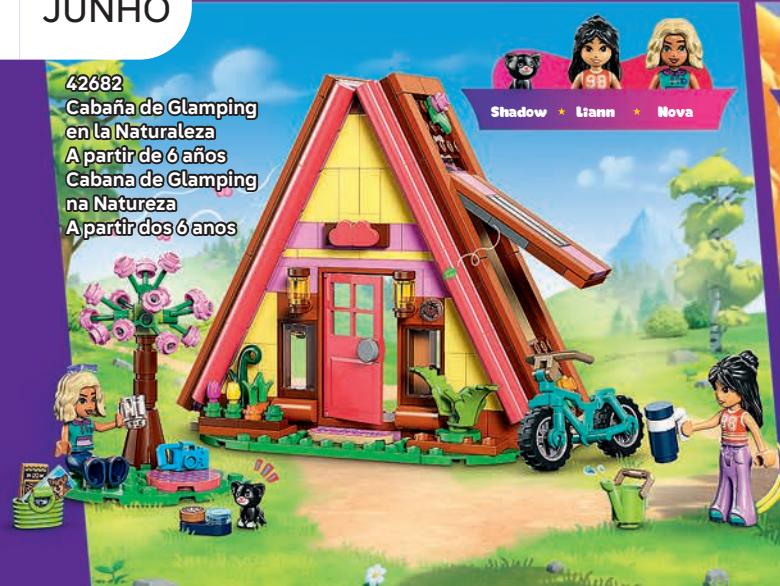 JUNHO
42682
Cabaña de Glamping
en la Naturaleza
A partir de 6 años
Cabana de Glamping
na Natureza
A partir dos 6 anos
Shadow ★ Liann ★ Nova